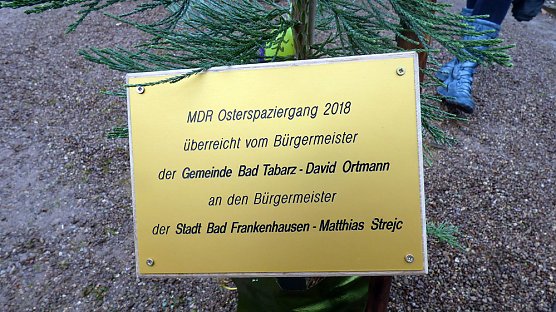 MDR Osterspaziergang 2018
überreicht vom Bürgermeister
der Gemeinde Bad Tabarz - David Ortmann
an den Bürgermeister
der Stadt Bad Frankenhausen - Matthias Strejc